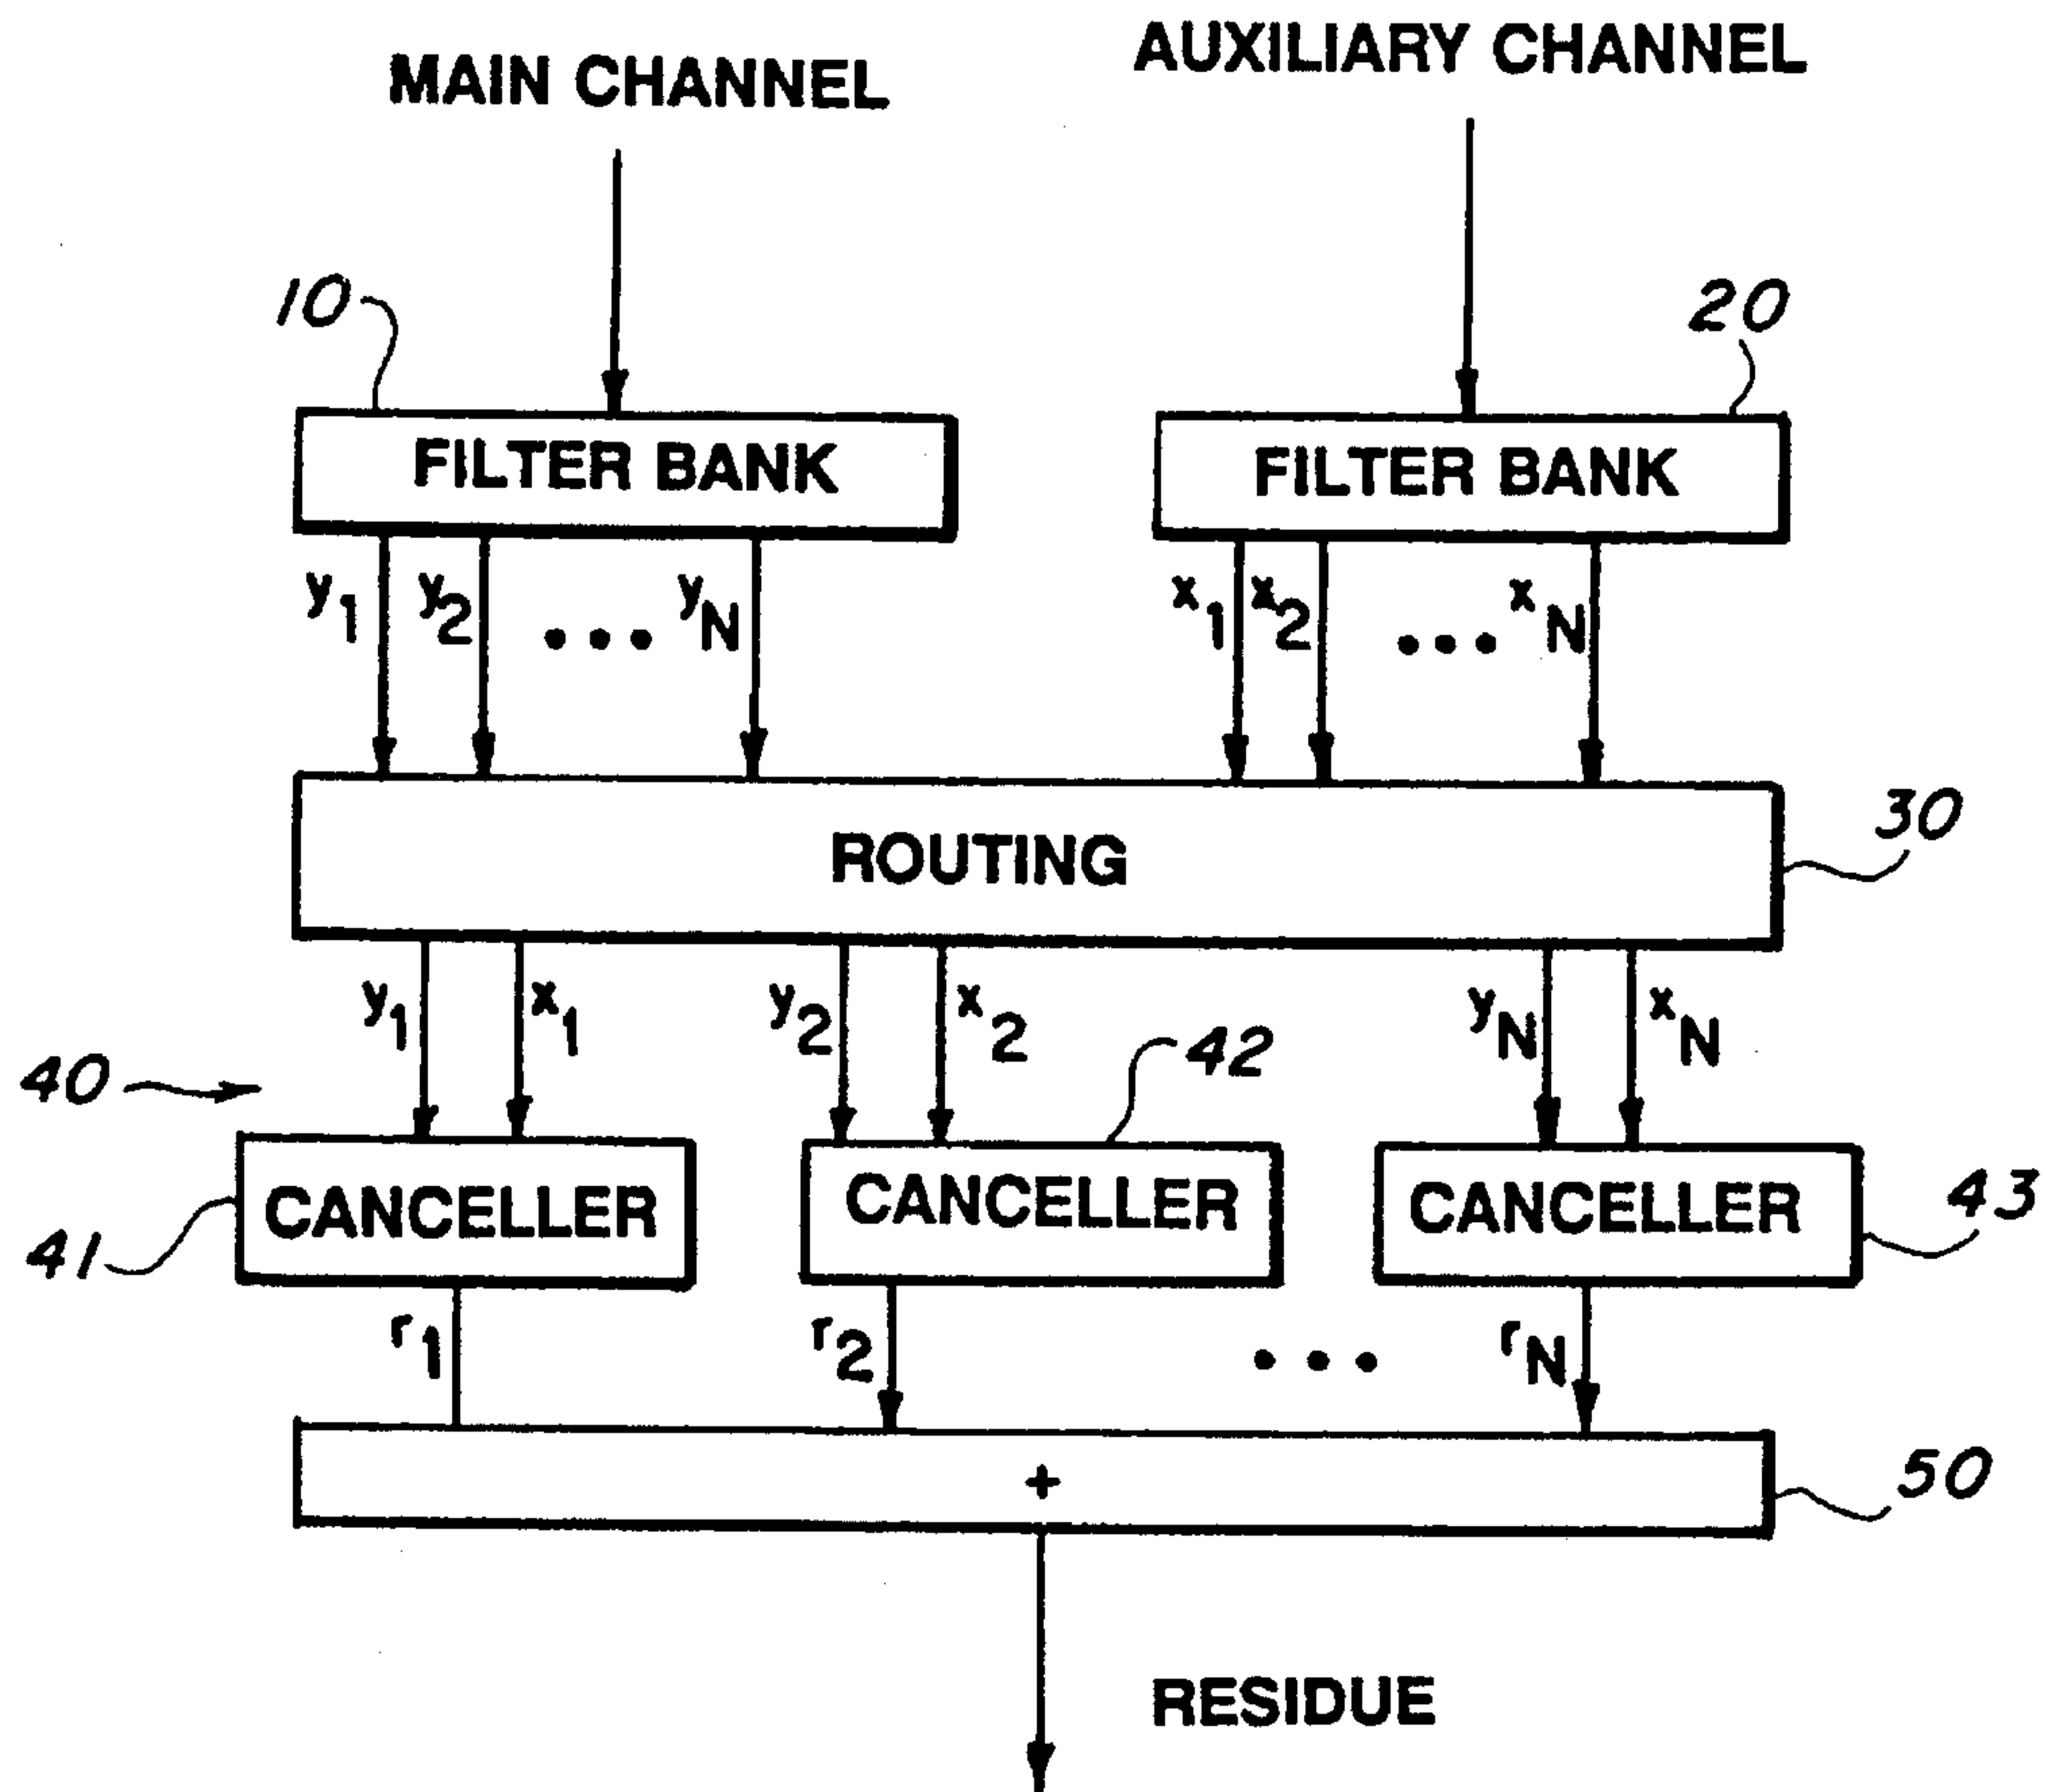 MAIN CHANNEL
AUXILIARY CHANNEL
10
20
FILTER BANK
FILTER BANK
y1 y2 ... yN
x1 x2 ... xN
ROUTING
30
y1 x1
y2 x2
yN xN
40
42
CANCELLER
CANCELLER
CANCELLER
41
43
r1
r2
... rN
+
50
RESIDUE